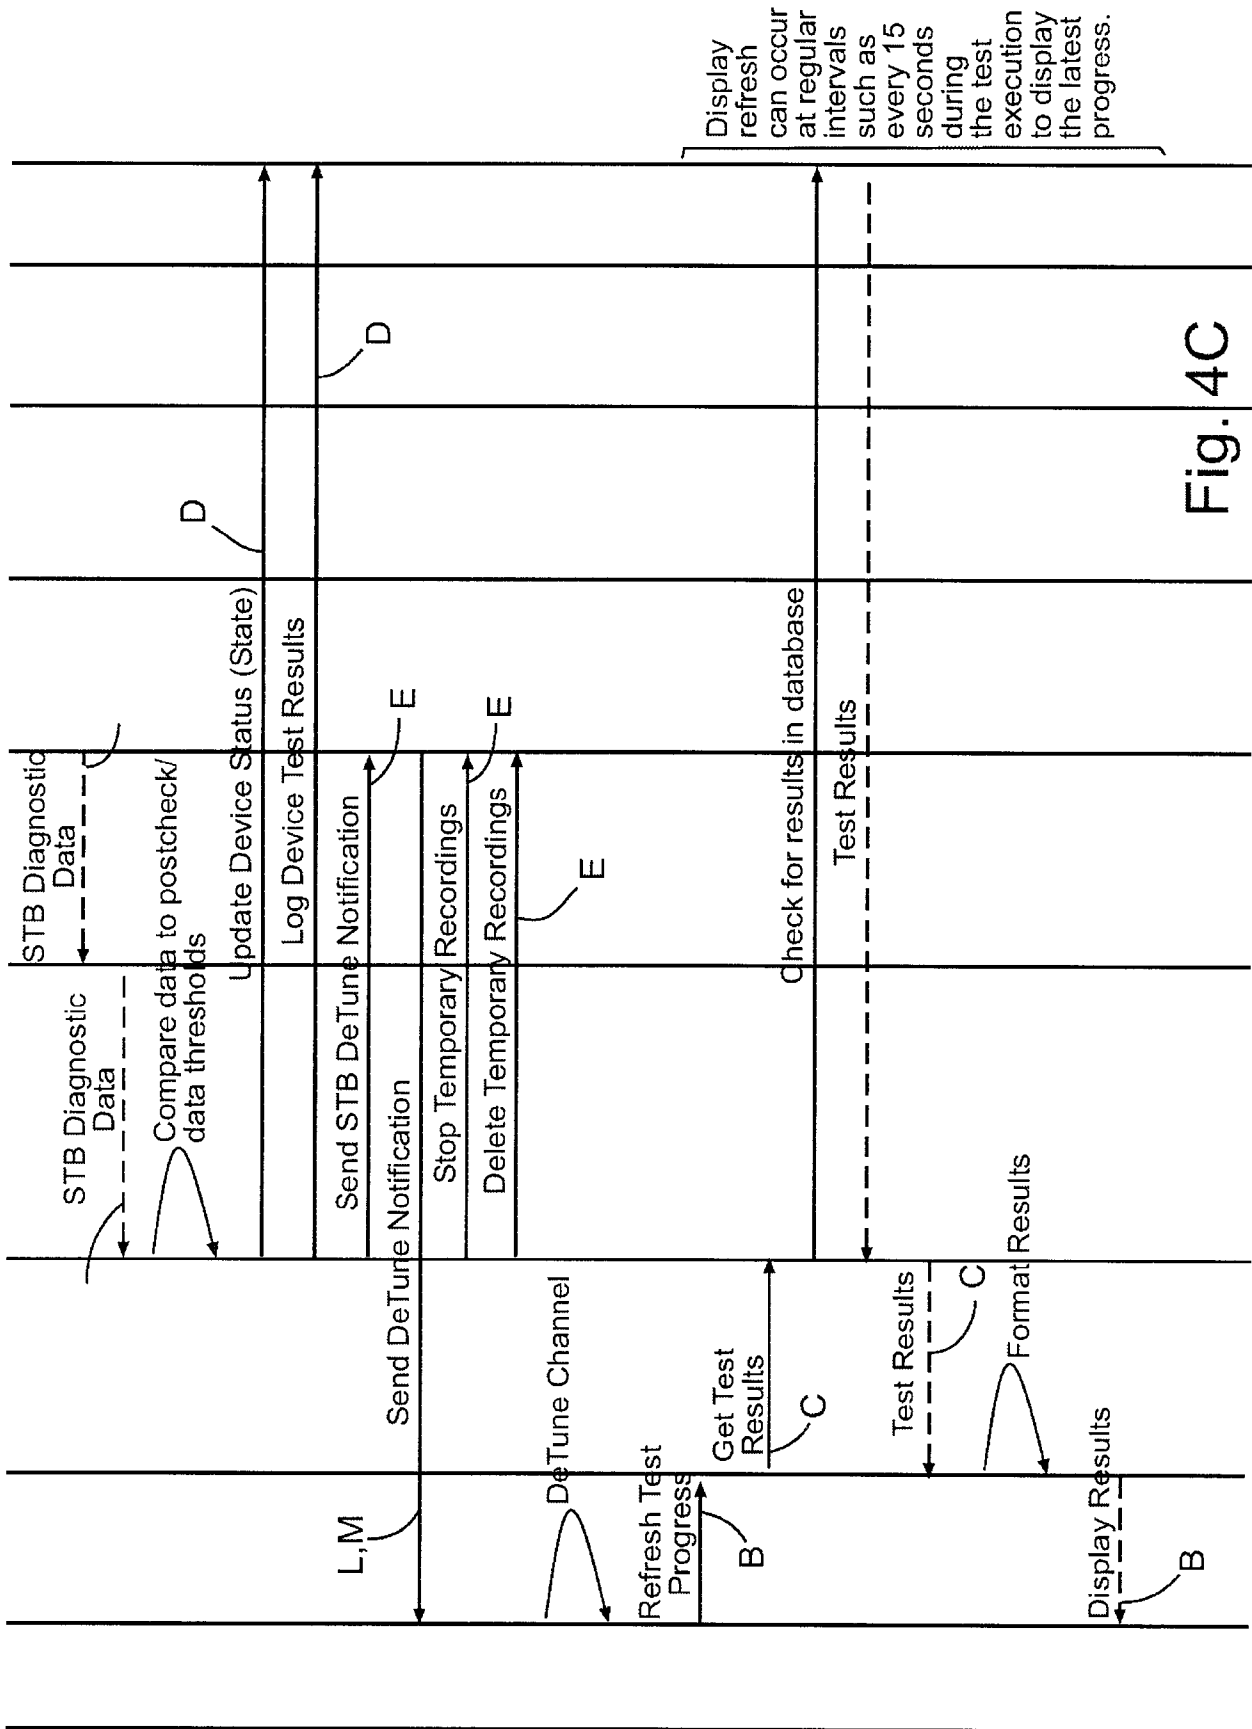 STB Diagnostic
Data
STB Diagnostic
Data
Compare data to postcheck/
data thresholds
Update Device Status (State)
D
Log Device Test Results
D
Send STB DeTune Notification
E
Send DeTune Notification
L,M
Stop Temporary Recordings
E
Delete Temporary Recordings
E
DeTune Channel
Refresh Test
Progress
B
Get Test
Results
C
Check for results in database
Test Results
Test Results
C
Format Results
Display Results
B
Display
refresh
can occur
at regular
intervals
such as
every 15
seconds
during
the test
execution
to display
the latest
progress.
Fig. 4C